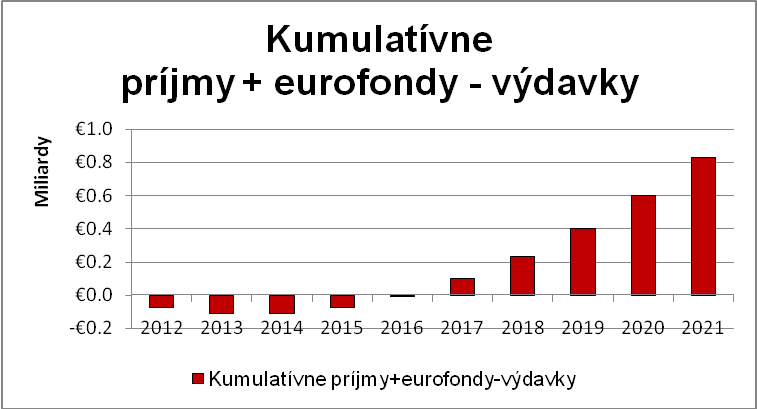 Kumulatívne
príjmy + eurofondy - výdavky
Miliardy
€1.0
€0.8
€0.6
€0.4
€0.2
€0.0
-€0.2
2012 2013 2014 2015 2016 2017 2018 2019 2020 2021
Kumulatívne príjmy+eurofondy-výdavky